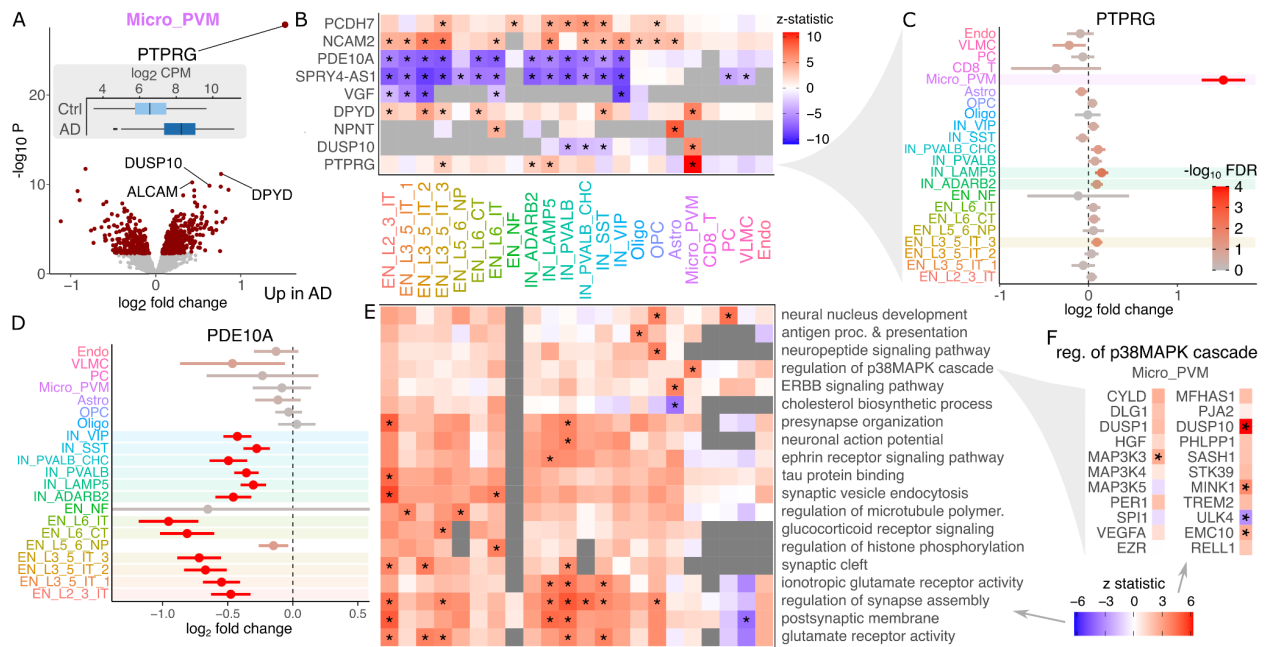 A
Micro_PVM
PTPRG
log2 CPM
4 6 8 10
Ctrl
AD
-log10 P
20
10
0
DUSP10
ALCAM
DPYD
-1 0 1
log2 fold change
Up in AD
B
PCDH7
NCAM2
PDE10A
SPRY4-AS1
VGF
DPYD
NPNT
DUSP10
PTPRG
z-statistic
10
5
0
-5
-10
EN_L2_3_IT
EN_L3_5_IT_1
EN_L3_5_IT_2
EN_L3_5_IT_3
EN_L5_6_NP
EN_L6_CT
EN_L6_IT
EN_NF
IN_ADARB2
IN_LAMP5
IN_PVALB
IN_PVALB_CHC
IN_SST
IN_VIP
Oligo
OPC
Astro
Micro_PVM
CD8_T
PC
VLMC
Endo
C
PTPRG
Endo
VLMC
PC
CD8_T
Micro_PVM
Astro
OPC
Oligo
IN_VIP
IN_SST
IN_PVALB_CHC
IN_PVALB
IN_LAMP5
IN_ADARB2
EN_NF
EN_L6_IT
EN_L6_CT
EN_L5_6_NP
EN_L3_5_IT_3
EN_L3_5_IT_2
EN_L3_5_IT_1
EN_L2_3_IT
-log10 FDR
4
3
2
1
0
-1 0 1
log2 fold change
D
PDE10A
Endo
VLMC
PC
Micro_PVM
Astro
OPC
Oligo
IN_VIP
IN_SST
IN_PVALB_CHC
IN_PVALB
IN_LAMP5
IN_ADARB2
EN_NF
EN_L6_IT
EN_L6_CT
EN_L5_6_NP
EN_L3_5_IT_3
EN_L3_5_IT_2
EN_L3_5_IT_1
EN_L2_3_IT
-1.0 -0.5 0.0 0.5
log2 fold change
E
neural nucleus development
antigen proc. & presentation
neuropeptide signaling pathway
regulation of p38MAPK cascade
ERBB signaling pathway
cholesterol biosynthetic process
presynapse organization
neuronal action potential
ephrin receptor signaling pathway
tau protein binding
synaptic vesicle endocytosis
regulation of microtubule polymer.
glucocorticoid receptor signaling
regulation of histone phosphorylation
synaptic cleft
ionotropic glutamate receptor activity
regulation of synapse assembly
postsynaptic membrane
glutamate receptor activity
F
reg. of p38MAPK cascade
Micro_PVM
CYLD
DLG1
DUSP1
HGF
MAP3K3
MAP3K4
MAP3K5
PER1
SPI1
VEGFA
EZR
MFHAS1
PJA2
DUSP10
PHLPP1
SASH1
STK39
MINK1
TREM2
ULK4
EMC10
RELL1
z statistic
−6 −3 0 3 6